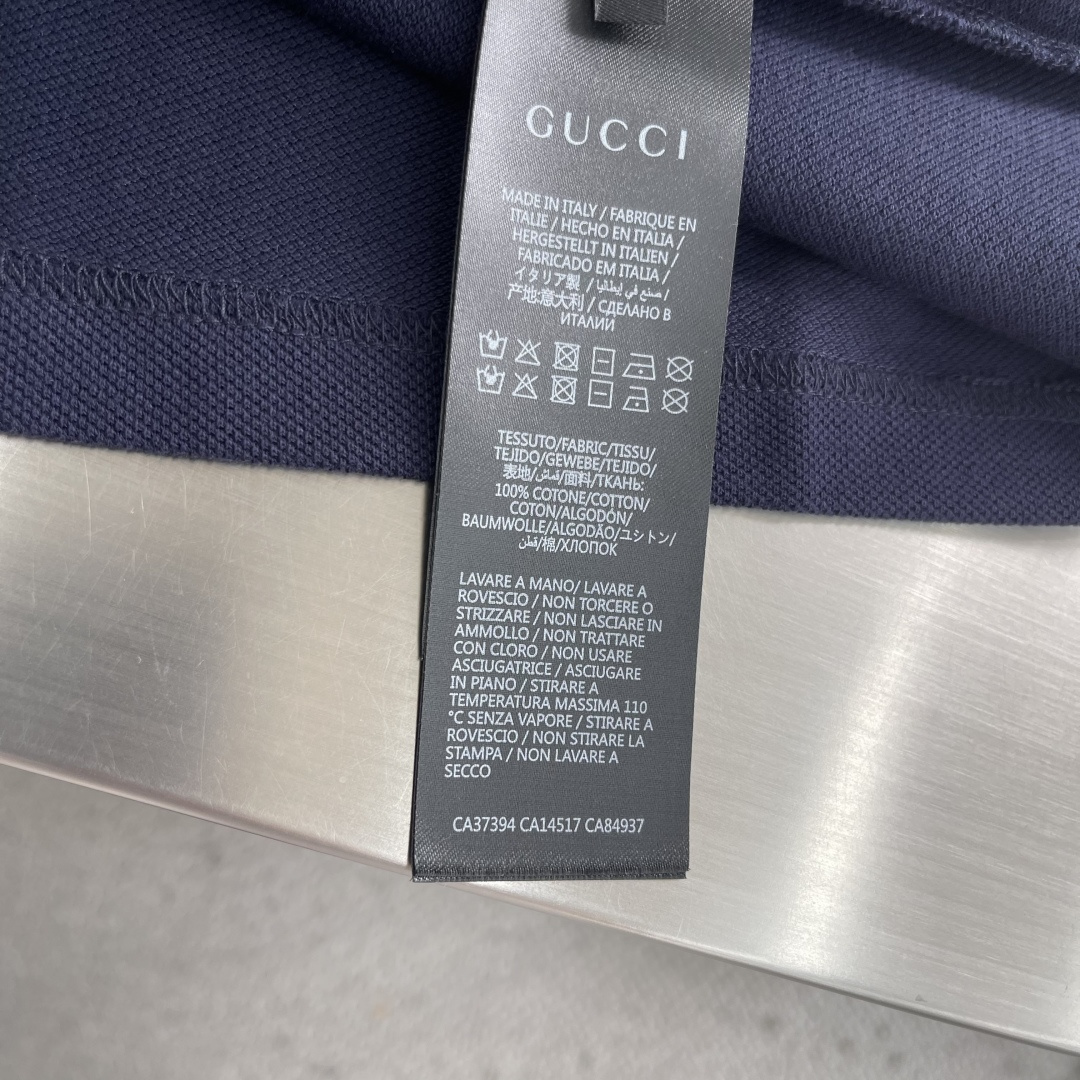 GUCCI
MADE IN ITALY / FABRIQUE EN
ITALIE / HECHO EN ITALIA /
HERGESTELLT IN ITALIEN /
FABRICADO EM ITALIA /
イタリア製 / صنع في إيطاليا /
产地:意大利 / СДЕЛАНО В
ИТАЛИИ
TESSUTO/FABRIC/TISSU/
TEJIDO/GEWEBE/TEJIDO/
表地/قماش/面料/ТКАНЬ:
100% COTONE/COTTON/
COTON/ALGODÓN/
BAUMWOLLE/ALGODÃO/ユシトン/
قطن/棉/ХЛОПОК
LAVARE A MANO/ LAVARE A
ROVESCIO / NON TORCERE O
STRIZZARE / NON LASCIARE IN
AMMOLLO / NON TRATTARE
CON CLORO / NON USARE
ASCIUGATRICE / ASCIUGARE
IN PIANO / STIRARE A
TEMPERATURA MASSIMA 110
°C SENZA VAPORE / STIRARE A
ROVESCIO / NON STIRARE LA
STAMPA / NON LAVARE A
SECCO
CA37394 CA14517 CA84937